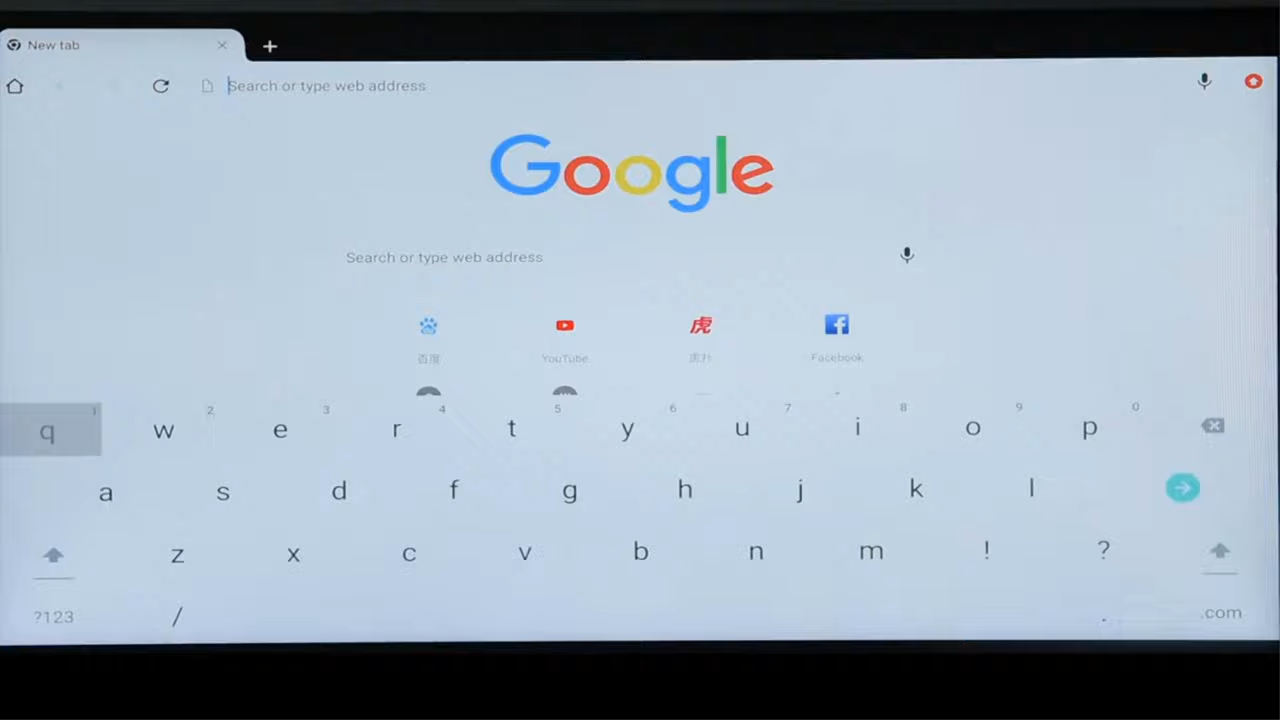 New tab
Search or type web address
Google
Search or type web address
虎
百度 YouTube Facebook
1 2 3 4 5 6 7 8 9 0
q w e r t y u i o p
a s d f g h j k l
z x c v b n m ! ?
?123 / . .com